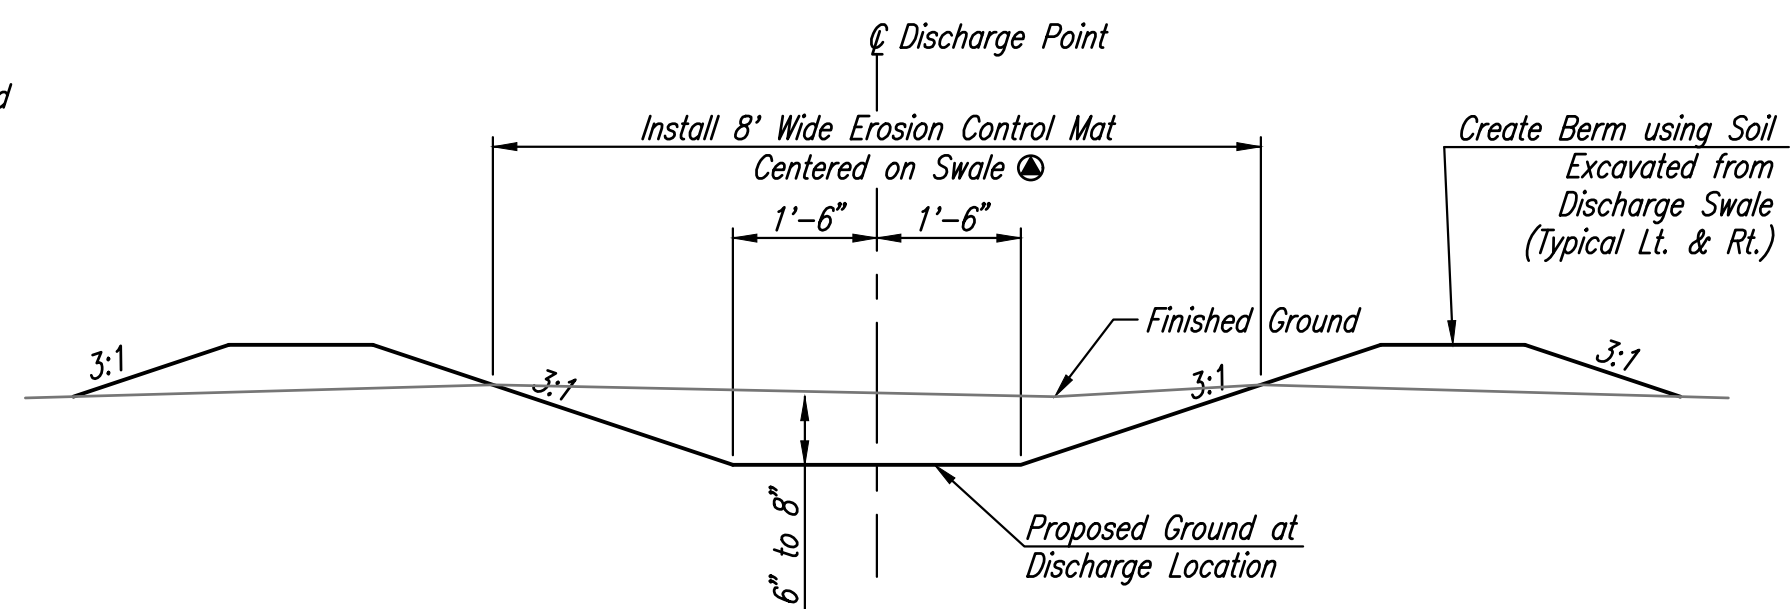 ℄ Discharge Point
d
Install 8' Wide Erosion Control Mat
Centered on Swale
1'-6" 1'-6"
Create Berm using Soil
Excavated from
Discharge Swale
(Typical Lt. & Rt.)
Finished Ground
3:1
3:1
3:1
3:1
6" to 8"
Proposed Ground at
Discharge Location